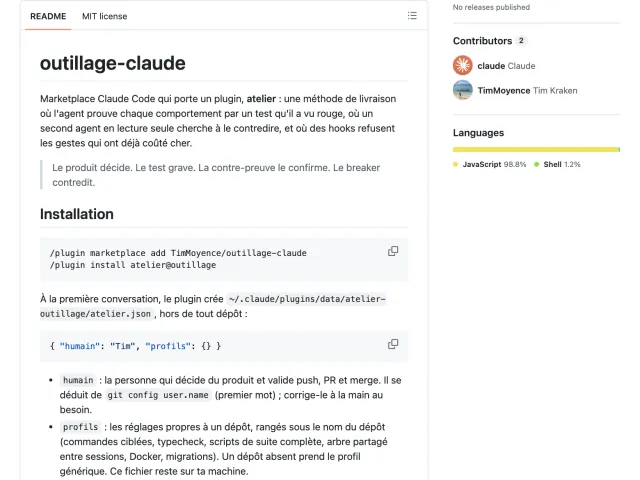 README
MIT license
outillage-claude
Marketplace Claude Code qui porte un plugin, atelier : une méthode de livraison
où l'agent prouve chaque comportement par un test qu'il a vu rouge, où un
second agent en lecture seule cherche à le contredire, et où des hooks refusent
les gestes qui ont déjà coûté cher.
Le produit décide. Le test grave. La contre-preuve le confirme. Le breaker
contredit.
Installation
/plugin marketplace add TimMoyence/outillage-claude
/plugin install atelier@outillage
À la première conversation, le plugin crée ~/.claude/plugins/data/atelier-
outillage/atelier.json , hors de tout dépôt :
{ "humain": "Tim", "profils": {} }
• humain : la personne qui décide du produit et valide push, PR et merge. Il se
déduit de git config user.name (premier mot) ; corrige-le à la main au
besoin.
• profils : les réglages propres à un dépôt, rangés sous le nom du dépôt
(commandes ciblées, typecheck, scripts de suite complète, arbre partagé
entre sessions, Docker, migrations). Un dépôt absent prend le profil
générique. Ce fichier reste sur ta machine.
No releases published
Contributors 2
claude Claude
TimMoyence Tim Kraken
Languages
JavaScript 98.8% Shell 1.2%